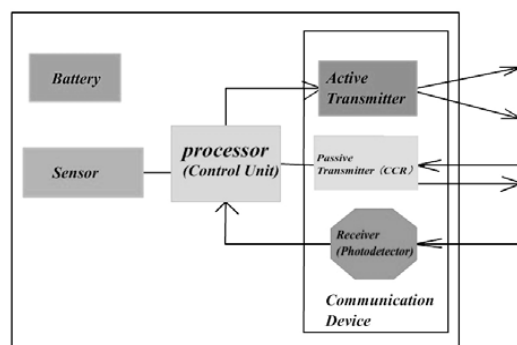 Battery
Sensor
processor
(Control Unit)
Active
Transmitter
Passive
Transmitter (CCR)
Receiver
(Photodetector)
Communication
Device